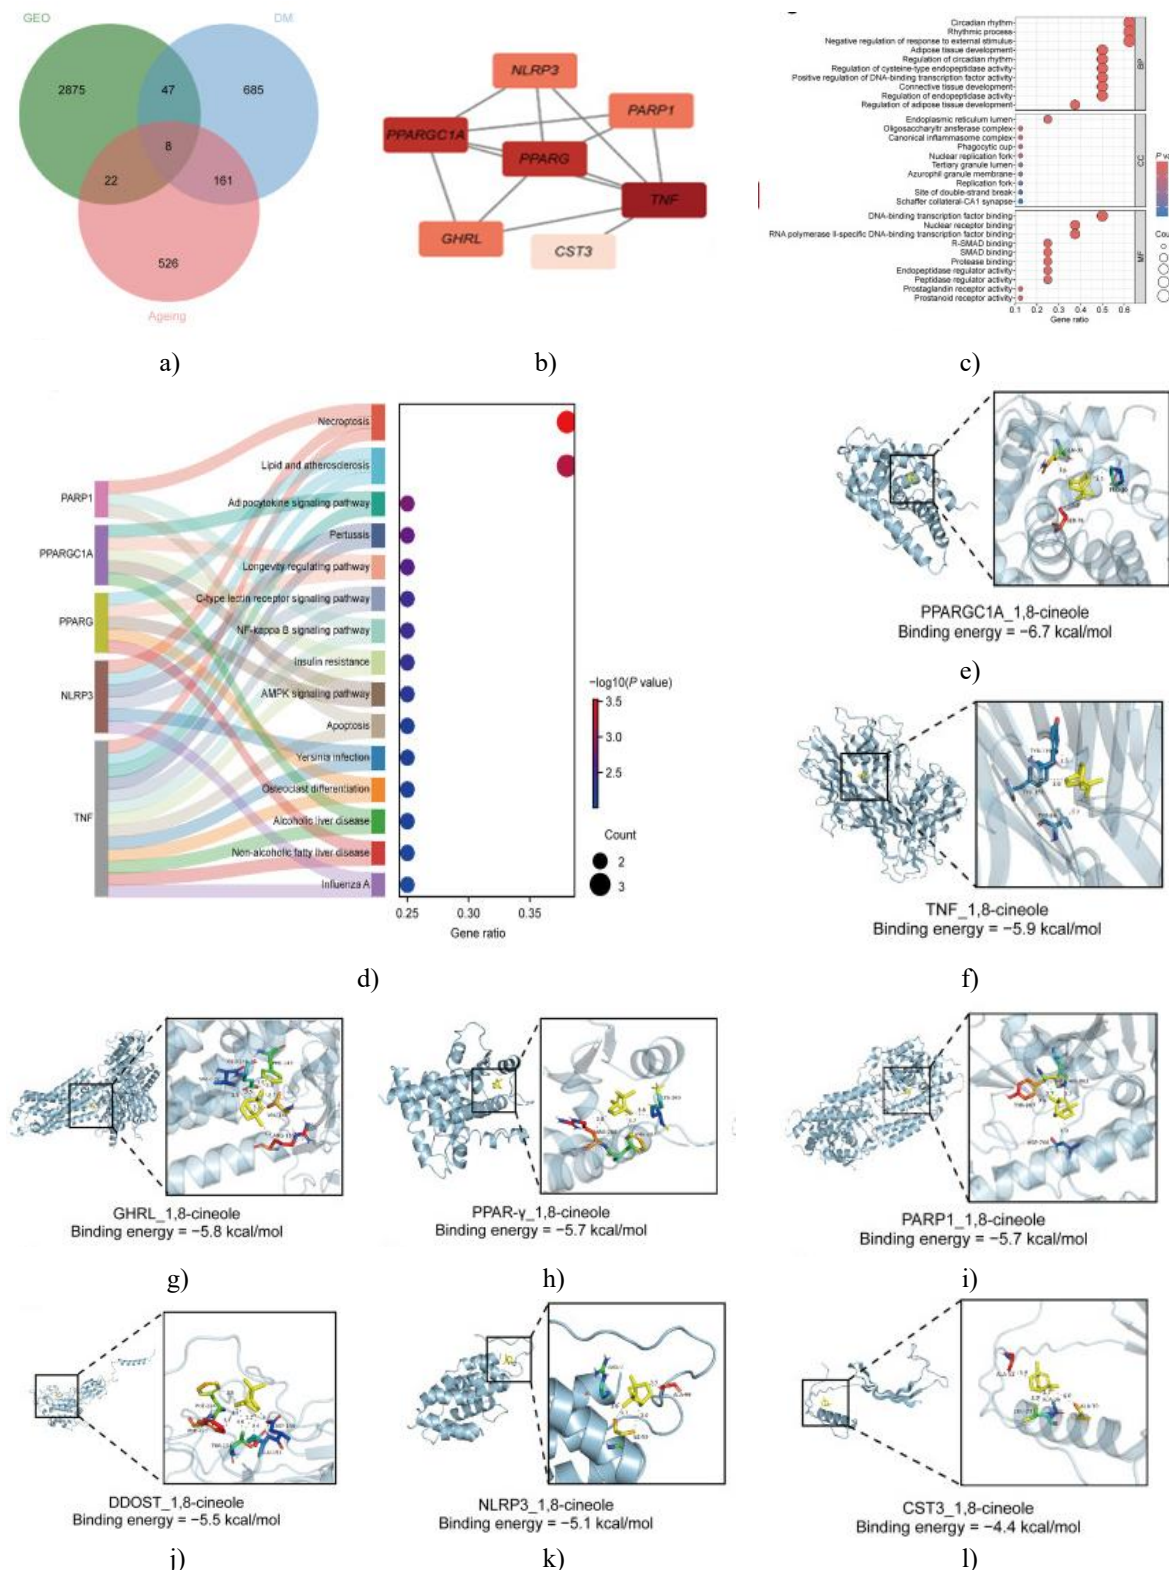 GEO
DM
2875
47
685
8
22
161
526
Ageing
a)
NLRP3
PARP1
PPARGC1A
PPARG
TNF
GHRL
CST3
b)
Circadian rhythm
Rhythmic process
Negative regulation of response to external stimulus
Adipose tissue development
Regulation of circadian rhythm
Regulation of cysteine-type endopeptidase activity
Positive regulation of DNA-binding transcription factor activity
Connective tissue development
Regulation of endopeptidase activity
Regulation of adipose tissue development
BP
Endoplasmic reticulum lumen
Oligosaccharyltransferase complex
Canonical inflammasome complex
Phagocytic cup
Nuclear replication fork
Tertiary granule lumen
Azurophil granule membrane
Replication fork
Site of double-strand break
Schaffer collateral-CA1 synapse
CC
DNA-binding transcription factor binding
Nuclear receptor binding
RNA polymerase II-specific DNA-binding transcription factor binding
R-SMAD binding
SMAD binding
Protease binding
Endopeptidase regulator activity
Peptidase regulator activity
Prostaglandin receptor activity
Prostanoid receptor activity
MF
0.1 0.2 0.3 0.4 0.5 0.6
Gene ratio
P va
Cou
c)
PARP1
PPARGC1A
PPARG
NLRP3
TNF
Necroptosis
Lipid and atherosclerosis
Adipocytokine signaling pathway
Pertussis
Longevity regulating pathway
C-type lectin receptor signaling pathway
NF-kappa B signaling pathway
Insulin resistance
AMPK signaling pathway
Apoptosis
Yersinia infection
Osteoclast differentiation
Alcoholic liver disease
Non-alcoholic fatty liver disease
Influenza A
0.25 0.30 0.35
Gene ratio
−log10(P value)
3.5
3.0
2.5
Count
2
3
d)
PPARGC1A_1,8-cineole
Binding energy = −6.7 kcal/mol
e)
TNF_1,8-cineole
Binding energy = −5.9 kcal/mol
f)
GHRL_1,8-cineole
Binding energy = −5.8 kcal/mol
g)
PPAR-γ_1,8-cineole
Binding energy = −5.7 kcal/mol
h)
PARP1_1,8-cineole
Binding energy = −5.7 kcal/mol
i)
DDOST_1,8-cineole
Binding energy = −5.5 kcal/mol
j)
NLRP3_1,8-cineole
Binding energy = −5.1 kcal/mol
k)
CST3_1,8-cineole
Binding energy = −4.4 kcal/mol
l)